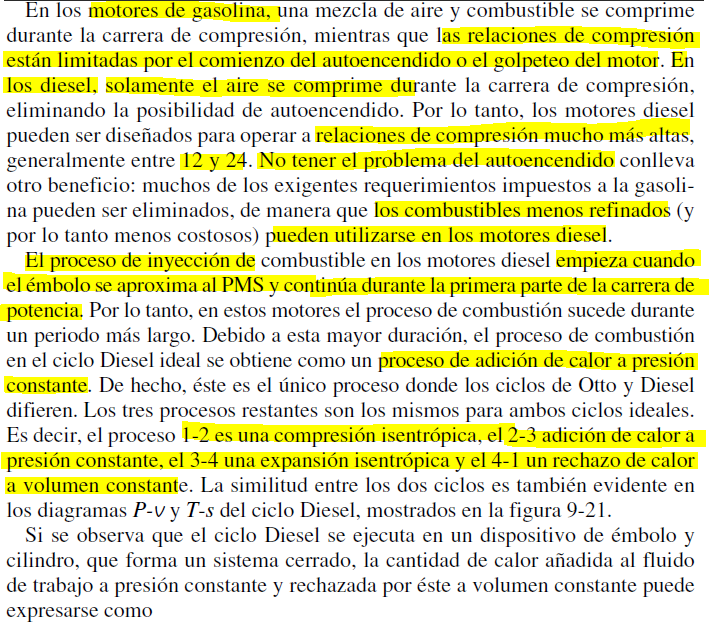 En los motores de gasolina, una mezcla de aire y combustible se comprime
durante la carrera de compresión, mientras que las relaciones de compresión
están limitadas por el comienzo del autoencendido o el golpeteo del motor. En
los diesel, solamente el aire se comprime durante la carrera de compresión,
eliminando la posibilidad de autoencendido. Por lo tanto, los motores diesel
pueden ser diseñados para operar a relaciones de compresión mucho más altas,
generalmente entre 12 y 24. No tener el problema del autoencendido conlleva
otro beneficio: muchos de los exigentes requerimientos impuestos a la gasoli-
na pueden ser eliminados, de manera que los combustibles menos refinados (y
por lo tanto menos costosos) pueden utilizarse en los motores diesel.
El proceso de inyección de combustible en los motores diesel empieza cuando
el émbolo se aproxima al PMS y continúa durante la primera parte de la carrera de
potencia. Por lo tanto, en estos motores el proceso de combustión sucede durante
un periodo más largo. Debido a esta mayor duración, el proceso de combustión
en el ciclo Diesel ideal se obtiene como un proceso de adición de calor a presión
constante. De hecho, éste es el único proceso donde los ciclos de Otto y Diesel
difieren. Los tres procesos restantes son los mismos para ambos ciclos ideales.
Es decir, el proceso 1-2 es una compresión isentrópica, el 2-3 adición de calor a
presión constante, el 3-4 una expansión isentrópica y el 4-1 un rechazo de calor
a volumen constante. La similitud entre los dos ciclos es también evidente en
los diagramas P-v y T-s del ciclo Diesel, mostrados en la figura 9-21.
Si se observa que el ciclo Diesel se ejecuta en un dispositivo de émbolo y
cilindro, que forma un sistema cerrado, la cantidad de calor añadida al fluido
de trabajo a presión constante y rechazada por éste a volumen constante puede
expresarse como